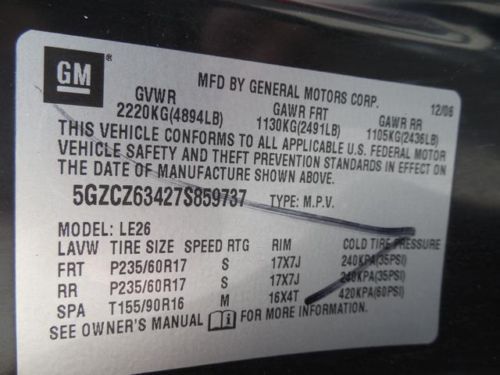 GM
MFD BY GENERAL MOTORS CORP. 12/06
GVWR GAWR FRT GAWR RR
2220KG(4894LB) 1130KG(2491LB) 1105KG(2436LB)
THIS VEHICLE CONFORMS TO ALL APPLICABLE U.S. FEDERAL MOTOR
VEHICLE SAFETY AND THEFT PREVENTION STANDARDS IN EFFECT ON
THE DATE OF MANUFACTURE SHOWN ABOVE.
5GZCZ63427S859737 TYPE: M.P.V.
MODEL: LE26
LAVW TIRE SIZE SPEED RTG RIM COLD TIRE PRESSURE
FRT P235/60R17 S 17X7J 240KPA(35PSI)
RR P235/60R17 S 17X7J 240KPA(35PSI)
SPA T155/90R16 M 16X4T 420KPA(60PSI)
SEE OWNER'S MANUAL FOR MORE INFORMATION.